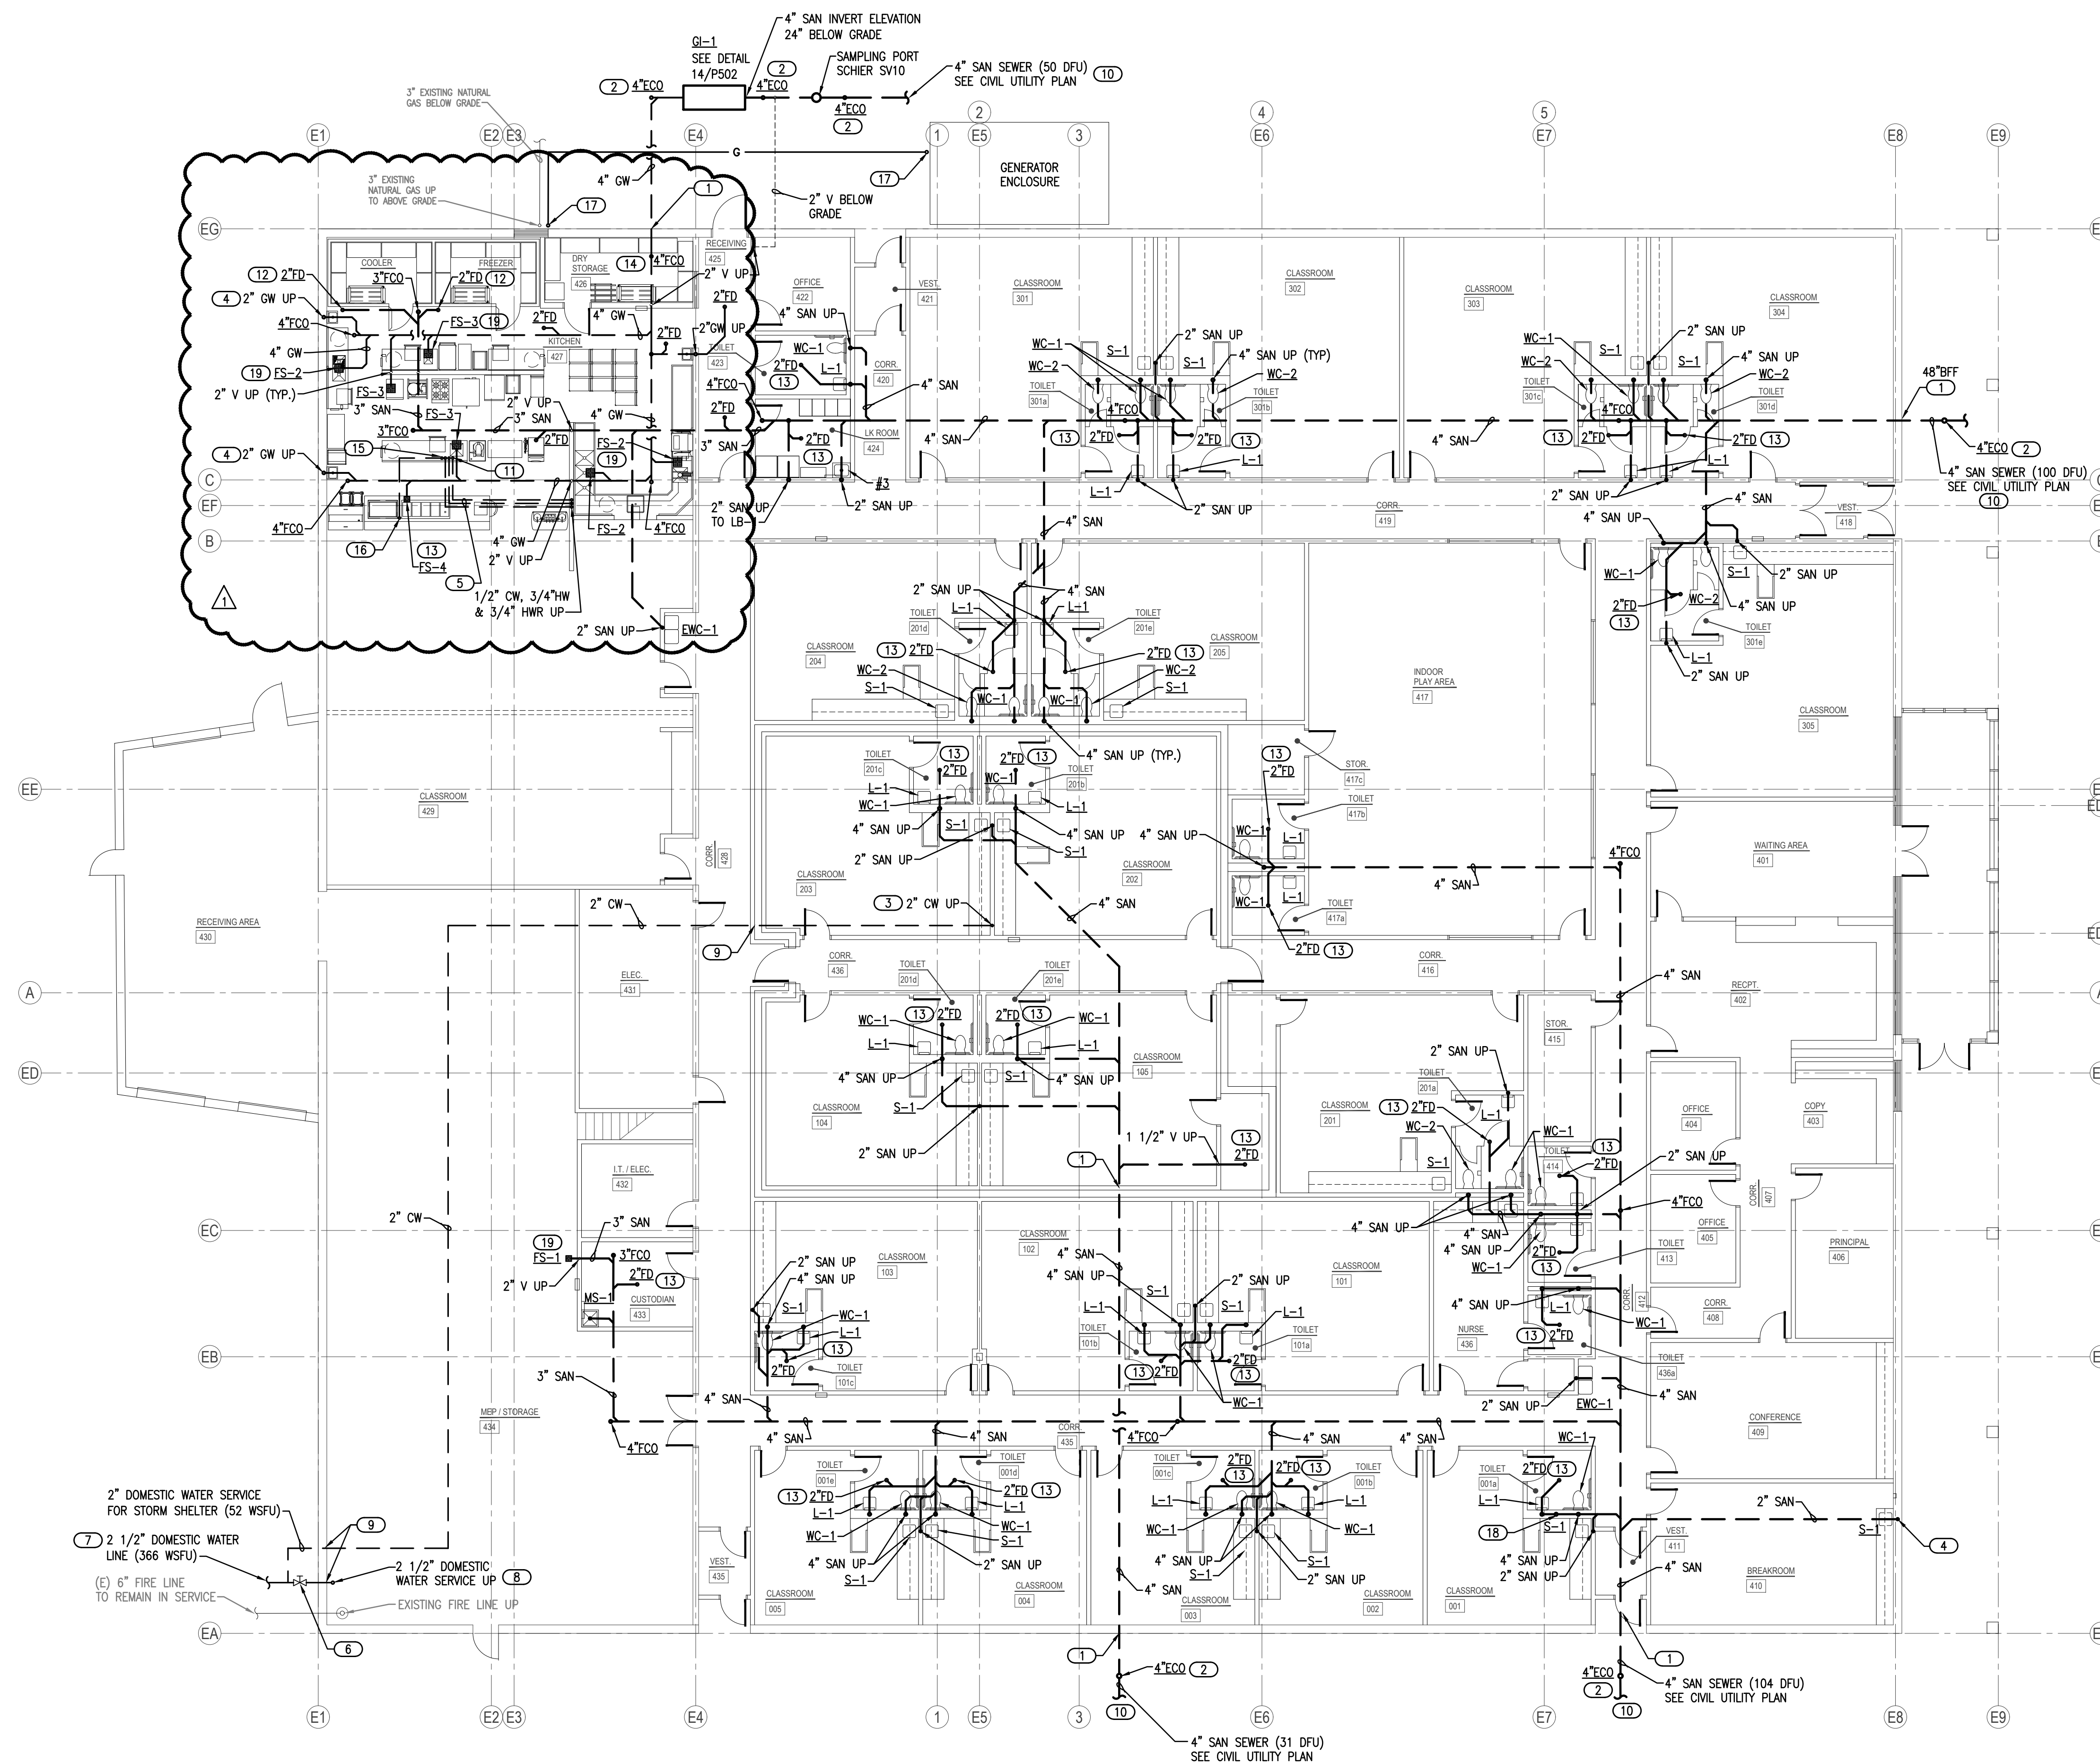 4" SAN INVERT ELEVATION
24" BELOW GRADE
GI-1
SEE DETAIL
14/P502
SAMPLING PORT
SCHIER SV10
2 4"ECO
2
4"ECO
4"ECO
2
4" SAN SEWER (50 DFU) 10
SEE CIVIL UTILITY PLAN
3" EXISTING NATURAL
GAS BELOW GRADE
E1 E2 E3 E4 1 2 E5 3 4 E6 5 E7 E8 E9
G
17
GENERATOR
ENCLOSURE
3" EXISTING
NATURAL GAS UP
TO ABOVE GRADE
17
4" GW
1
2" V BELOW
GRADE
EG
COOLER
FREEZER
DRY
STORAGE
426
14 4"FCO
RECEIVING
425
2" V UP
12 2"FD
3"FCO
2"FD 12
4 2" GW UP
4"FCO
FS-3 19
2"FD
4" GW
2"FD
2"FD
2"GW UP
KITCHEN
427
4" GW
19 FS-2
FS-3
2" V UP (TYP.)
3" SAN
FS-3
3"FCO
2" V UP
3" SAN
4" GW
2"FD
2"FD
FS-2
19
15
11
4 2" GW UP
4"FCO
16
13
FS-4
5
4" GW
2" V UP
FS-2
4"FCO
1/2" CW, 3/4"HW
& 3/4" HWR UP
2" SAN UP
EWC-1
1
C
EF
B
OFFICE
422
VEST.
421
4" SAN UP
TOILET
423
WC-1
2"FD
13
L-1
CORR.
420
4"FCO
4" SAN
3" SAN
2"FD
13
LK ROOM
424
#3
2" SAN UP
TO LB
2" SAN UP
4" SAN
CLASSROOM
301
CLASSROOM
302
CLASSROOM
303
CLASSROOM
304
WC-1
S-1
2" SAN UP
S-1
4" SAN UP (TYP)
WC-2
WC-2
TOILET
301a
TOILET
301b
4"FCO
13 2"FD
2"FD 13
L-1
L-1
2" SAN UP
4" SAN
WC-1
S-1
2" SAN UP
S-1
4" SAN UP
WC-2
WC-2
TOILET
301c
TOILET
301d
4"FCO
13 2"FD
2"FD 13
L-1
2" SAN UP
4" SAN
48"BFF
1
4"ECO 2
4" SAN SEWER (100 DFU)
SEE CIVIL UTILITY PLAN
10
CORR.
419
VEST.
418
4" SAN UP
4" SAN
WC-1
S-1
2" SAN UP
2"FD
13
WC-2
4" SAN UP
TOILET
301e
L-1
2" SAN UP
CLASSROOM
305
4" SAN
2" SAN UP
4" SAN
L-1
L-1
TOILET
201d
TOILET
201e
CLASSROOM
204
CLASSROOM
205
13 2"FD
2"FD 13
WC-2
WC-2
S-1
WC-1
WC-1
S-1
INDOOR
PLAY AREA
417
4" SAN UP (TYP.)
TOILET
201c
13
2"FD
13
2"FD
WC-1
TOILET
201b
L-1
L-1
WC-1
4" SAN UP
S-1
4" SAN UP
2" SAN UP
S-1
CLASSROOM
203
CLASSROOM
202
3 2" CW UP
4" SAN
13
2"FD
STOR.
417c
TOILET
417b
4" SAN UP
WC-1
L-1
WC-1
L-1
TOILET
417a
2"FD 13
4" SAN
4"FCO
EE
CLASSROOM
429
CORR.
428
WAITING AREA
401
RECEIVING AREA
430
2" CW
9
ELEC.
431
CORR.
436
CORR.
416
4" SAN
RECPT.
402
A
ED
TOILET
201d
TOILET
201e
WC-1
13 2"FD
2"FD 13
WC-1
L-1
L-1
4" SAN UP
4" SAN UP
S-1
S-1
CLASSROOM
104
CLASSROOM
105
2" SAN UP
1 1/2" V UP
13
2"FD
1
STOR.
415
2" SAN UP
TOILET
201a
CLASSROOM
201
13 2"FD
L-1
WC-2
WC-1
S-1
TOILET
414
13
2"FD
2" SAN UP
4"FCO
4" SAN UP
4" SAN
4" SAN UP
2"FD
WC-1
13
TOILET
413
OFFICE
404
COPY
403
CORR.
407
OFFICE
405
PRINCIPAL
406
I.T. / ELEC.
432
2" CW
EC
3" SAN
19
FS-1
3"FCO
2"FD 13
2" V UP
MS-1
CUSTODIAN
433
CLASSROOM
103
2" SAN UP
4" SAN UP
S-1
WC-1
L-1
13
2"FD
TOILET
101c
CLASSROOM
102
4" SAN
4" SAN UP
2" SAN UP
S-1
S-1
L-1
L-1
TOILET
101b
TOILET
101a
13
2"FD
2"FD
13
WC-1
CLASSROOM
101
NURSE
436
4" SAN UP
L-1
WC-1
13
2"FD
TOILET
436a
CORR.
412
CORR.
408
2" SAN UP
EWC-1
4" SAN
EB
3" SAN
MEP / STORAGE
434
4"FCO
4" SAN
4" SAN
4" SAN
CORR.
435
4"FCO
4" SAN
4" SAN
4" SAN
CONFERENCE
409
TOILET
001e
TOILET
001d
13 2"FD
2"FD 13
L-1
L-1
WC-1
WC-1
4" SAN UP
S-1
2" SAN UP
S-1
VEST.
435
CLASSROOM
005
CLASSROOM
004
TOILET
001c
2"FD
13
2"FD 13
TOILET
001b
L-1
L-1
WC-1
WC-1
4" SAN UP
S-1
S-1
2" SAN UP
4" SAN
CLASSROOM
003
CLASSROOM
002
WC-1
TOILET
001a
2"FD 13
L-1
18
S-1
4" SAN UP
2" SAN UP
CLASSROOM
001
VEST.
411
4" SAN
2" SAN
S-1
4
BREAKROOM
410
2" DOMESTIC WATER SERVICE
FOR STORM SHELTER (52 WSFU)
7 2 1/2" DOMESTIC WATER
LINE (366 WSFU)
9
2 1/2" DOMESTIC
WATER SERVICE UP 8
(E) 6" FIRE LINE
TO REMAIN IN SERVICE
EXISTING FIRE LINE UP
6
EA
1
4"ECO 2
10
4" SAN SEWER (31 DFU)
SEE CIVIL UTILITY PLAN
1
4"ECO
2
10
4" SAN SEWER (104 DFU)
SEE CIVIL UTILITY PLAN
E1 E2 E3 E4 1 E5 3 E6 E7 E8 E9